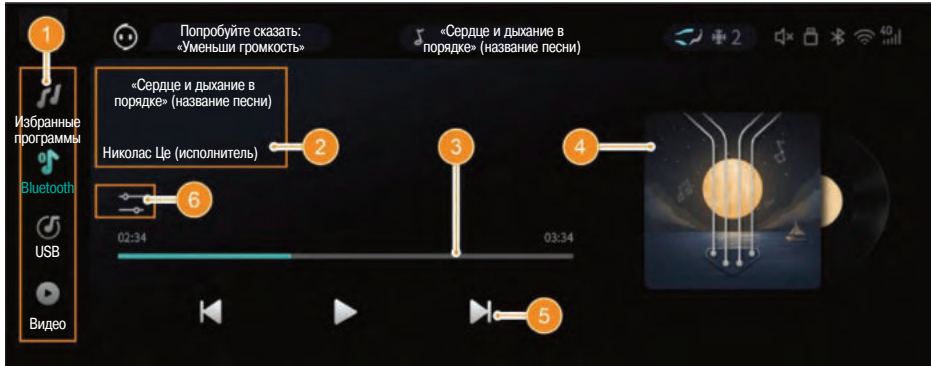 1
Попробуйте сказать:
«Уменьши громкость»
«Сердце и дыхание в
порядке» (название песни)
2
4G
«Сердце и дыхание в
порядке» (название песни)
Николас Це (исполнитель)
2
3
4
Избранные
программы
Bluetooth
6
USB
02:34
03:34
5
Видео